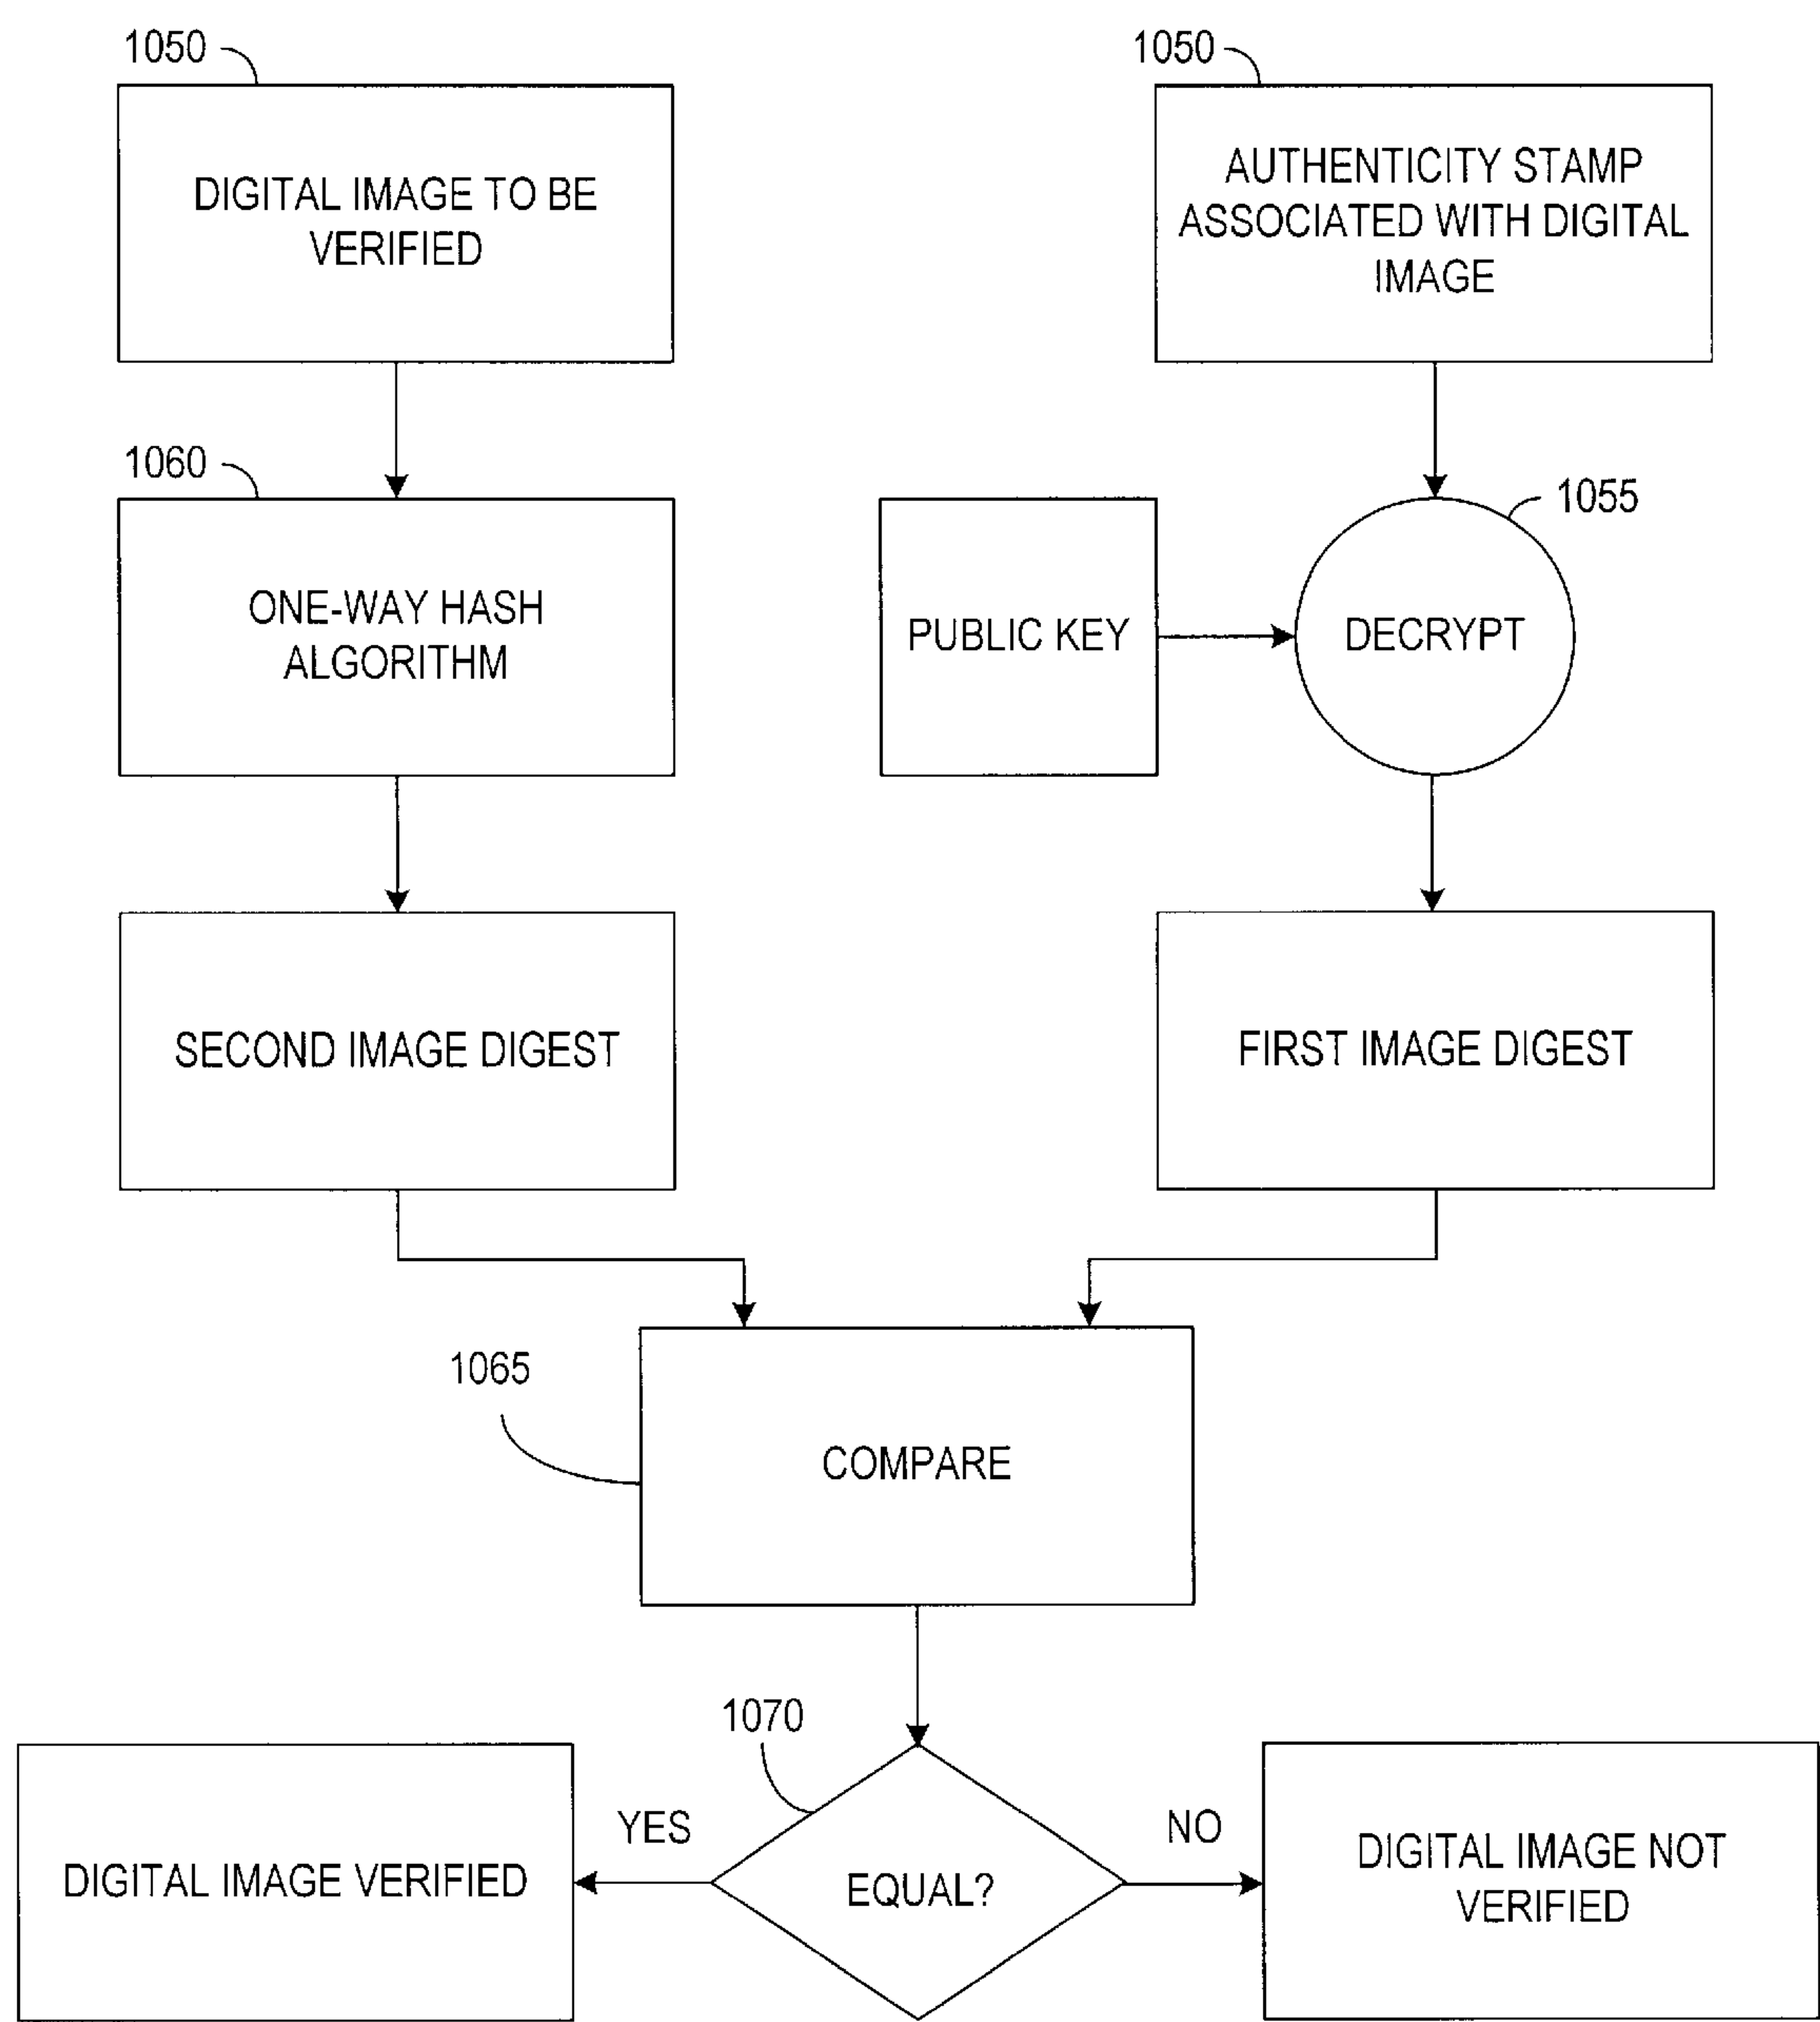 1050
DIGITAL IMAGE TO BE
VERIFIED
1050
AUTHENTICITY STAMP
ASSOCIATED WITH DIGITAL
IMAGE
1060
ONE-WAY HASH
ALGORITHM
PUBLIC KEY
1055
DECRYPT
SECOND IMAGE DIGEST
FIRST IMAGE DIGEST
1065
COMPARE
1070
DIGITAL IMAGE VERIFIED
YES
EQUAL?
NO
DIGITAL IMAGE NOT
VERIFIED